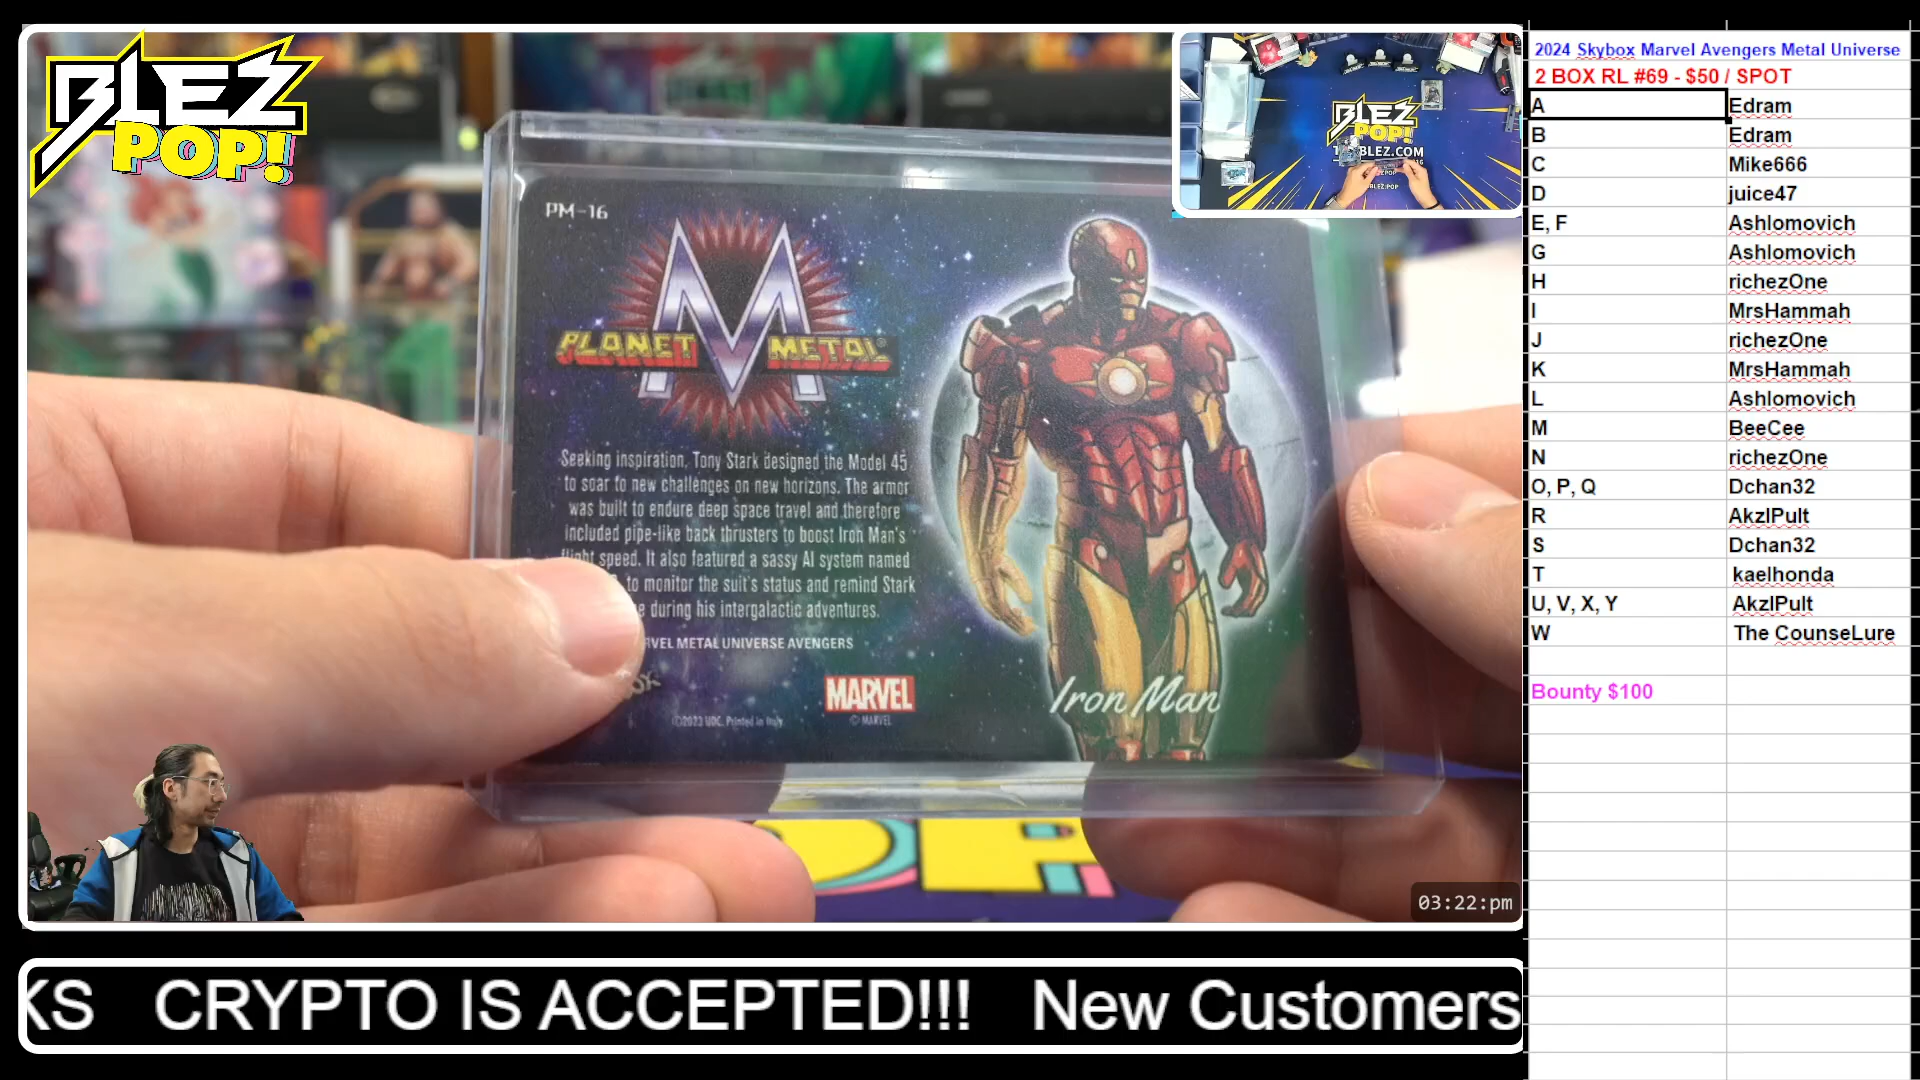 BLEZ
POP!
PM-16
M
PLANET METAL
Seeking inspiration, Tony Stark designed the Model 45
to soar to new challenges on new horizons. The armor
was built to endure deep space travel and therefore
included pipe-like back thrusters to boost Iron Man's
flight speed. It also featured a sassy AI system named
to monitor the suit's status and remind Stark
during his intergalactic adventures.
METAL UNIVERSE AVENGERS
MARVEL
© MARVEL
©2023 UDC. Printed in Italy
Iron Man
BLEZ
POP!
BLEZ.COM
03:22:pm
KS CRYPTO IS ACCEPTED!!! New Customers
2024 Skybox Marvel Avengers Metal Universe
2 BOX RL #69 - $50 / SPOT
A Edram
B Edram
C Mike666
D juice47
E, F Ashlomovich
G Ashlomovich
H richezOne
I MrsHammah
J richezOne
K MrsHammah
L Ashlomovich
M BeeCee
N richezOne
O, P, Q Dchan32
R AkzlPult
S Dchan32
T kaelhonda
U, V, X, Y AkzlPult
W The CounseLure
Bounty $100